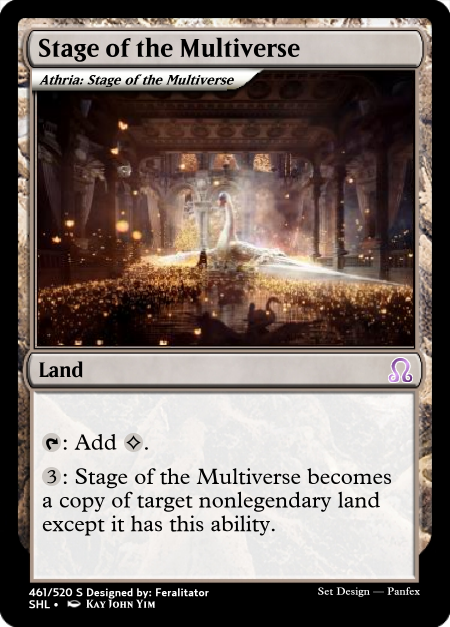 Stage of the Multiverse
Athria: Stage of the Multiverse
Land
: Add .
3: Stage of the Multiverse becomes
a copy of target nonlegendary land
except it has this ability.
461/520 S Designed by: Feralitator
Set Design — Panfex
SHL • Kay John Yim